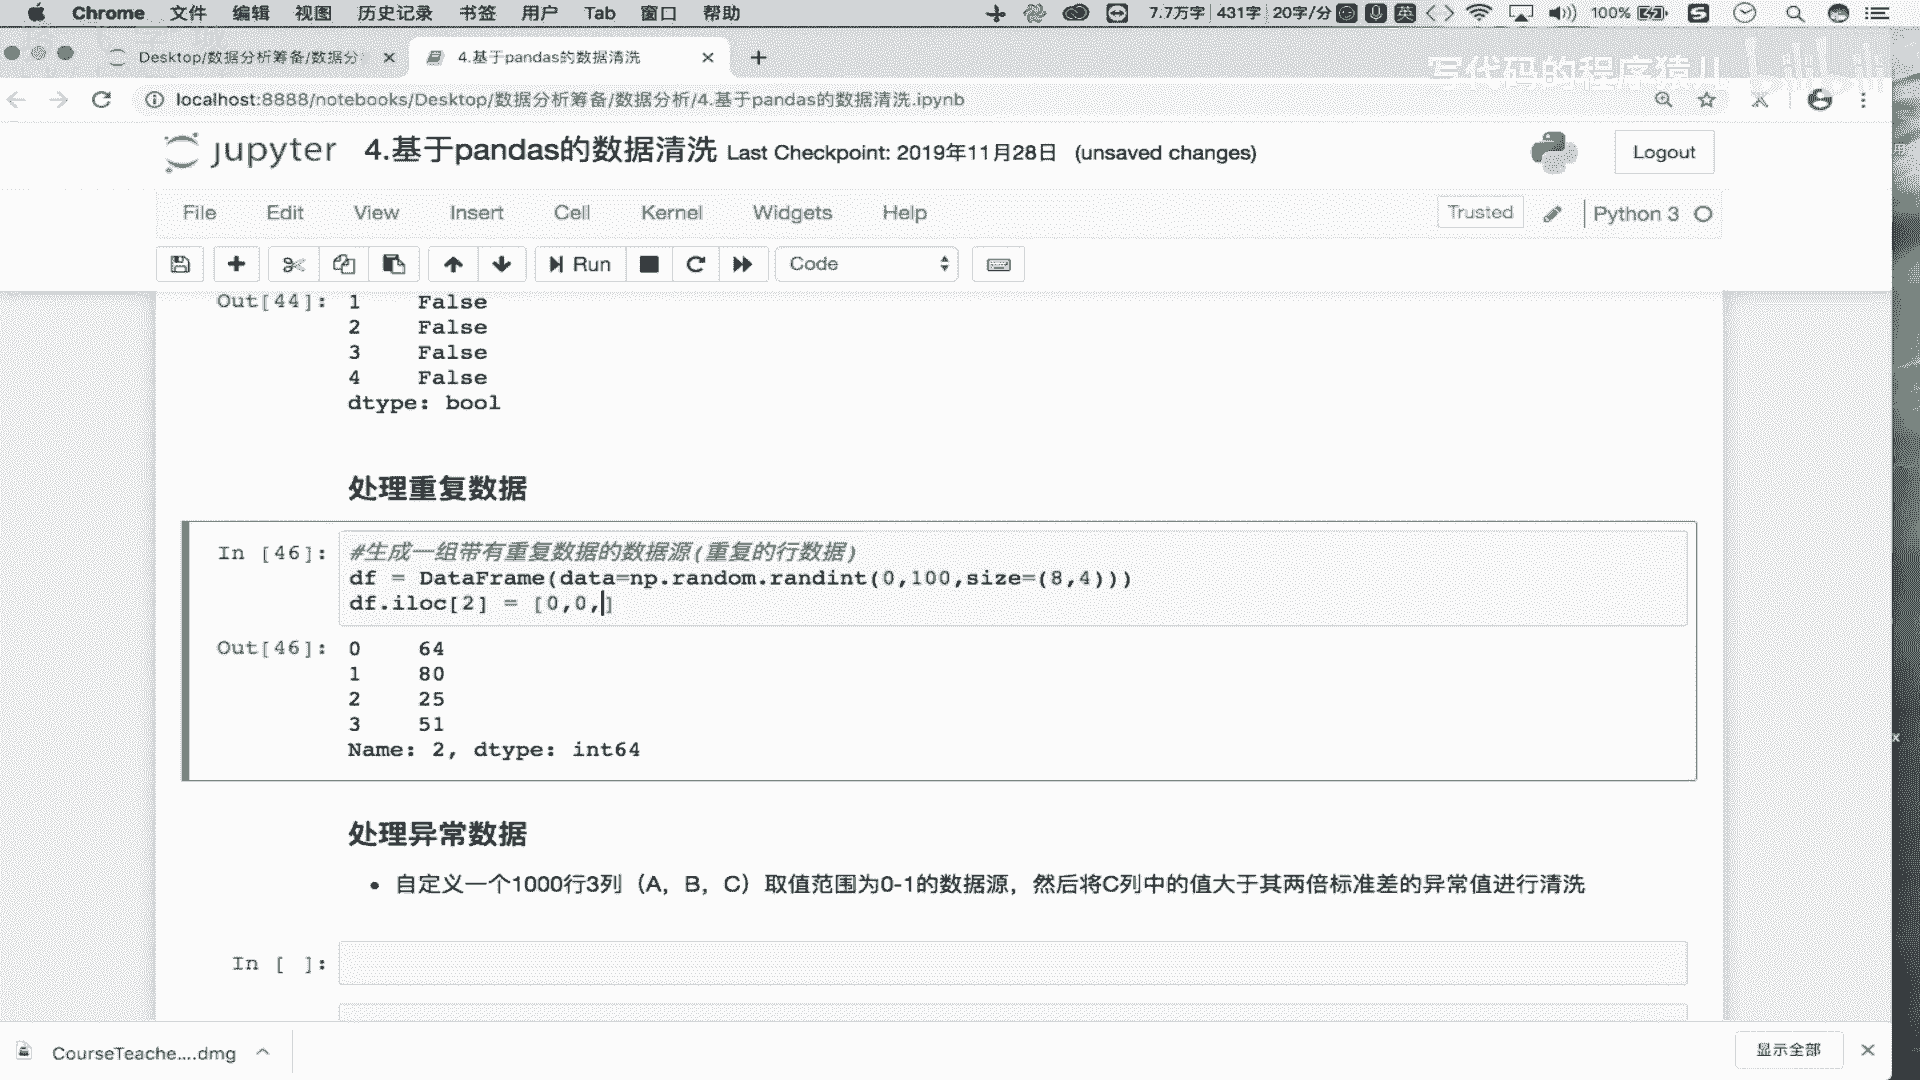 Chrome 文件 编辑 视图 历史记录 书签 用户 Tab 窗口 帮助 7.7万字 431字 20字/分 英 100%
Desktop/数据分析筹备/数据分 4.基于pandas的数据清洗
写代码的程序猿儿 bilibili
localhost:8888/notebooks/Desktop/数据分析筹备/数据分析/4.基于pandas的数据清洗.ipynb
jupyter 4.基于pandas的数据清洗 Last Checkpoint: 2019年11月28日 (unsaved changes) Logout
File Edit View Insert Cell Kernel Widgets Help Trusted Python 3
Run Code
Out[44]: 1 False
2 False
3 False
4 False
dtype: bool
处理重复数据
In [46]: #生成一组带有重复数据的数据源(重复的行数据)
df = DataFrame(data=np.random.randint(0,100,size=(8,4)))
df.iloc[2] = [0,0,]
Out[46]: 0 64
1 80
2 25
3 51
Name: 2, dtype: int64
处理异常数据
• 自定义一个1000行3列（A，B，C）取值范围为0-1的数据源，然后将C列中的值大于其两倍标准差的异常值进行清洗
In [ ]:
CourseTeache....dmg 显示全部